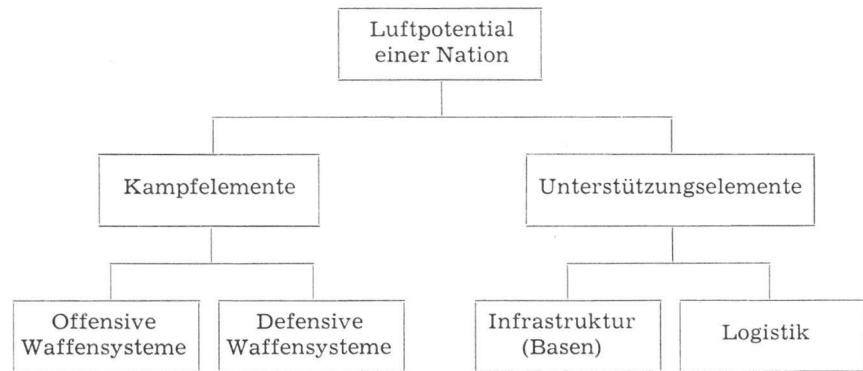 Luftpotential
einer Nation
Kampfelemente
Unterstützungselemente
Offensive
Waffensysteme
Defensive
Waffensysteme
Infrastruktur
(Basen)
Logistik